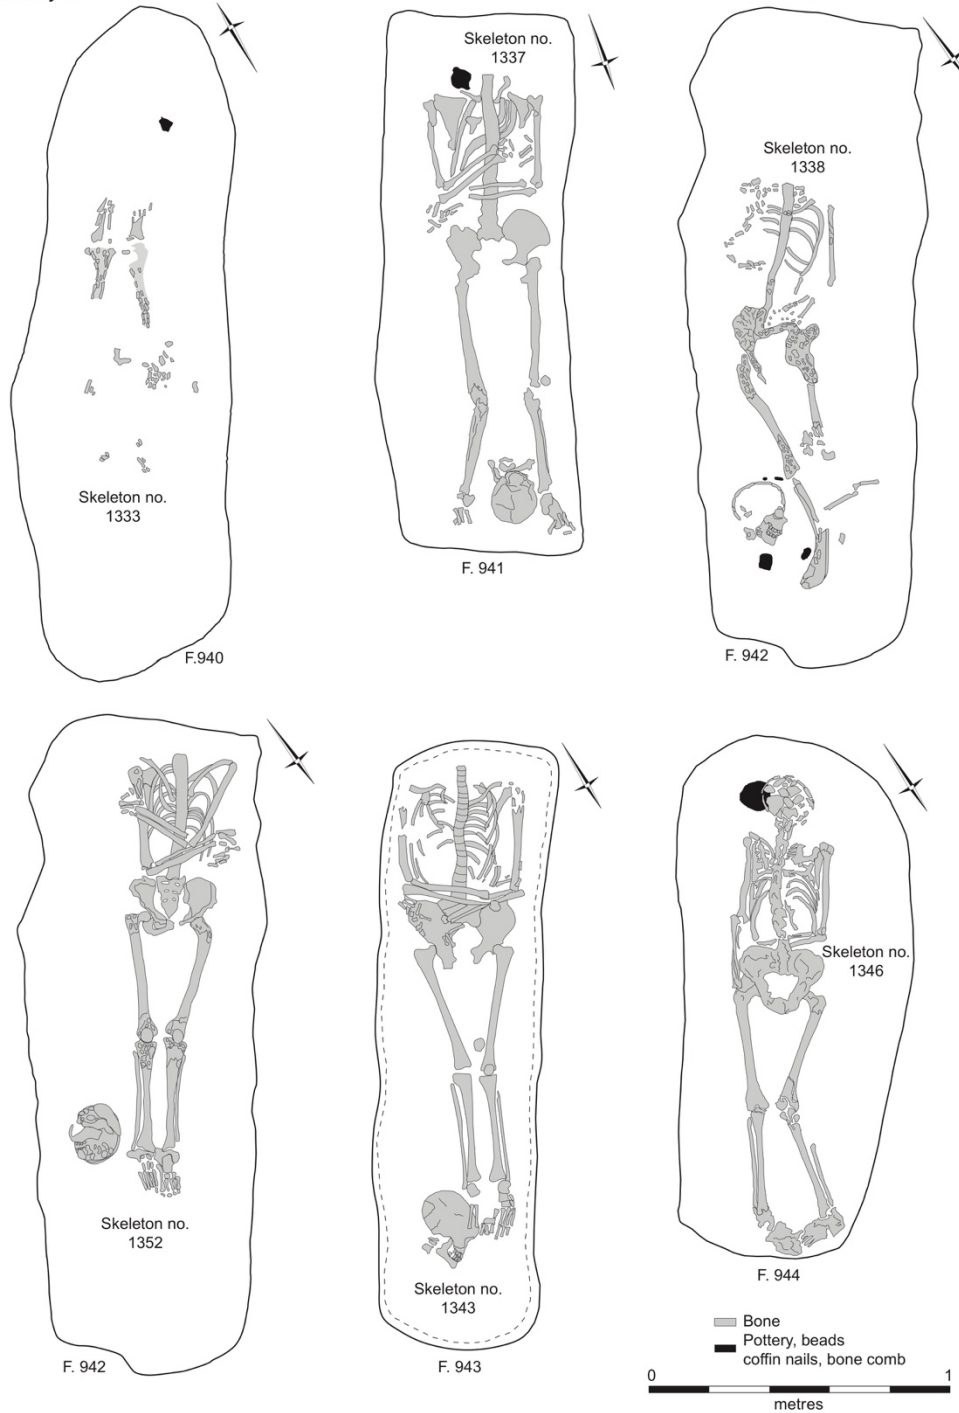 Skeleton no.
1337
Skeleton no.
1338
Skeleton no.
1333
F.940
F. 941
F. 942
Skeleton no.
1352
F. 942
Skeleton no.
1343
F. 943
Skeleton no.
1346
F. 944
Bone
Pottery, beads
coffin nails, bone comb
0 1
metres